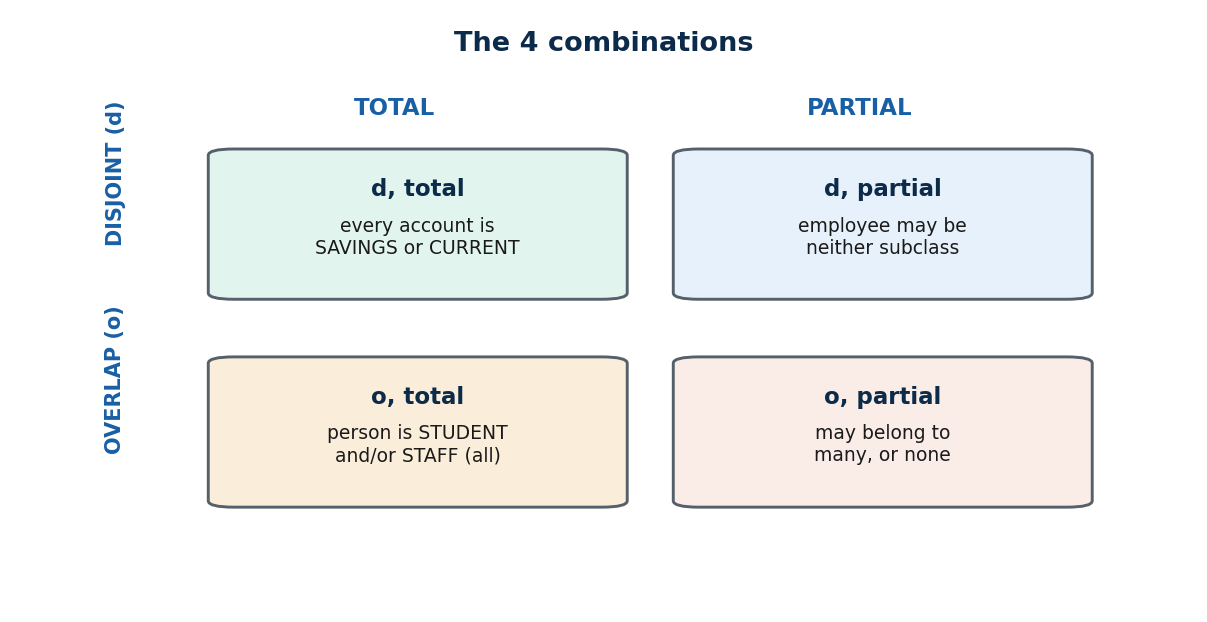 The 4 combinations
TOTAL
PARTIAL
DISJOINT (d)
d, total
every account is
SAVINGS or CURRENT
d, partial
employee may be
neither subclass
OVERLAP (o)
o, total
person is STUDENT
and/or STAFF (all)
o, partial
may belong to
many, or none